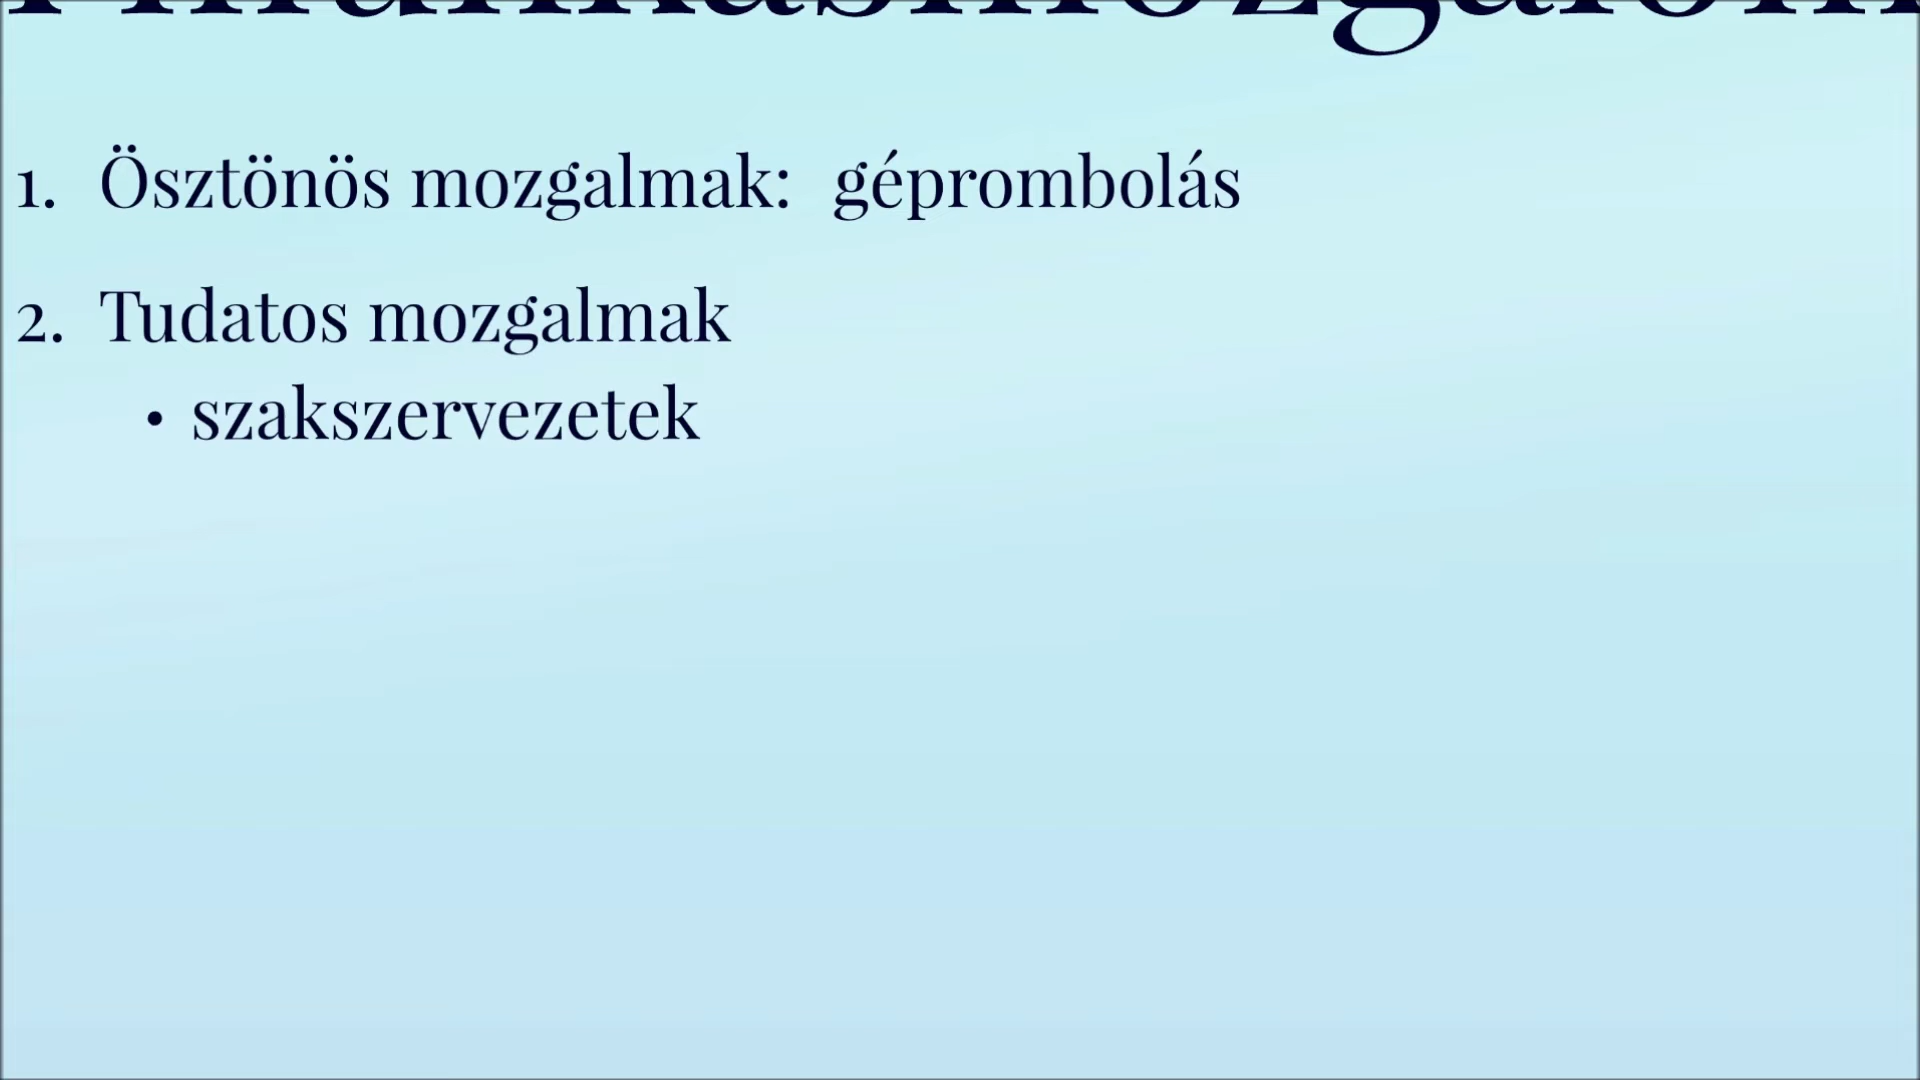 1. Ösztönös mozgalmak: géprombolás
2. Tudatos mozgalmak
• szakszervezetek